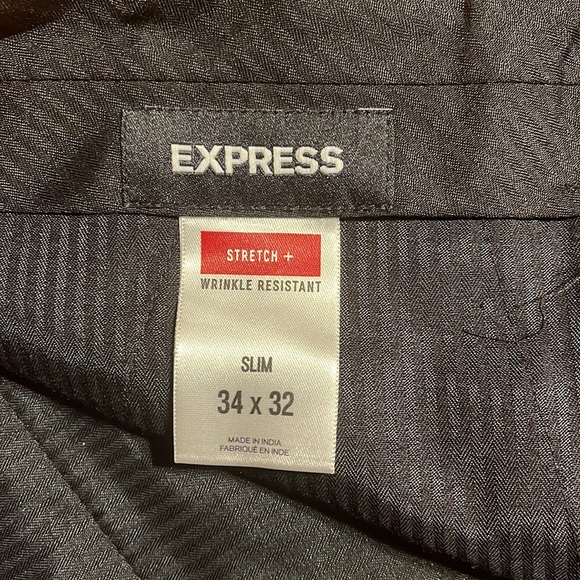 EXPRESS
STRETCH +
WRINKLE RESISTANT
SLIM
34 x 32
MADE IN INDIA
FABRIQUÉ EN INDE